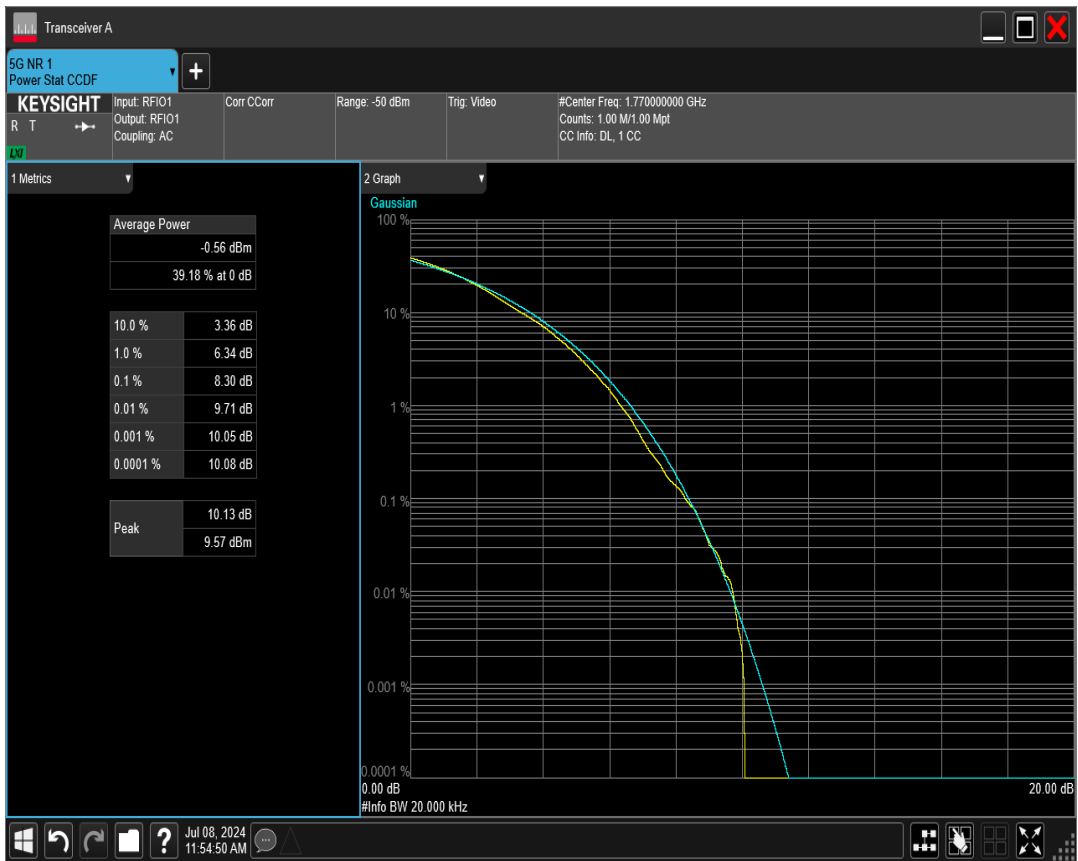 Transceiver A
5G NR 1
Power Stat CCDF
+
KEYSIGHT
R T
LXI
Input: RFIO1
Output: RFIO1
Coupling: AC
Corr CCorr
Range: -50 dBm
Trig: Video
#Center Freq: 1.770000000 GHz
Counts: 1.00 M/1.00 Mpt
CC Info: DL, 1 CC
1 Metrics
Average Power
-0.56 dBm
39.18 % at 0 dB
10.0 % 3.36 dB
1.0 % 6.34 dB
0.1 % 8.30 dB
0.01 % 9.71 dB
0.001 % 10.05 dB
0.0001 % 10.08 dB
Peak
10.13 dB
9.57 dBm
2 Graph
Gaussian
100 %
10 %
1 %
0.1 %
0.01 %
0.001 %
0.0001 %
0.00 dB 20.00 dB
#Info BW 20.000 kHz
?
Jul 08, 2024
11:54:50 AM